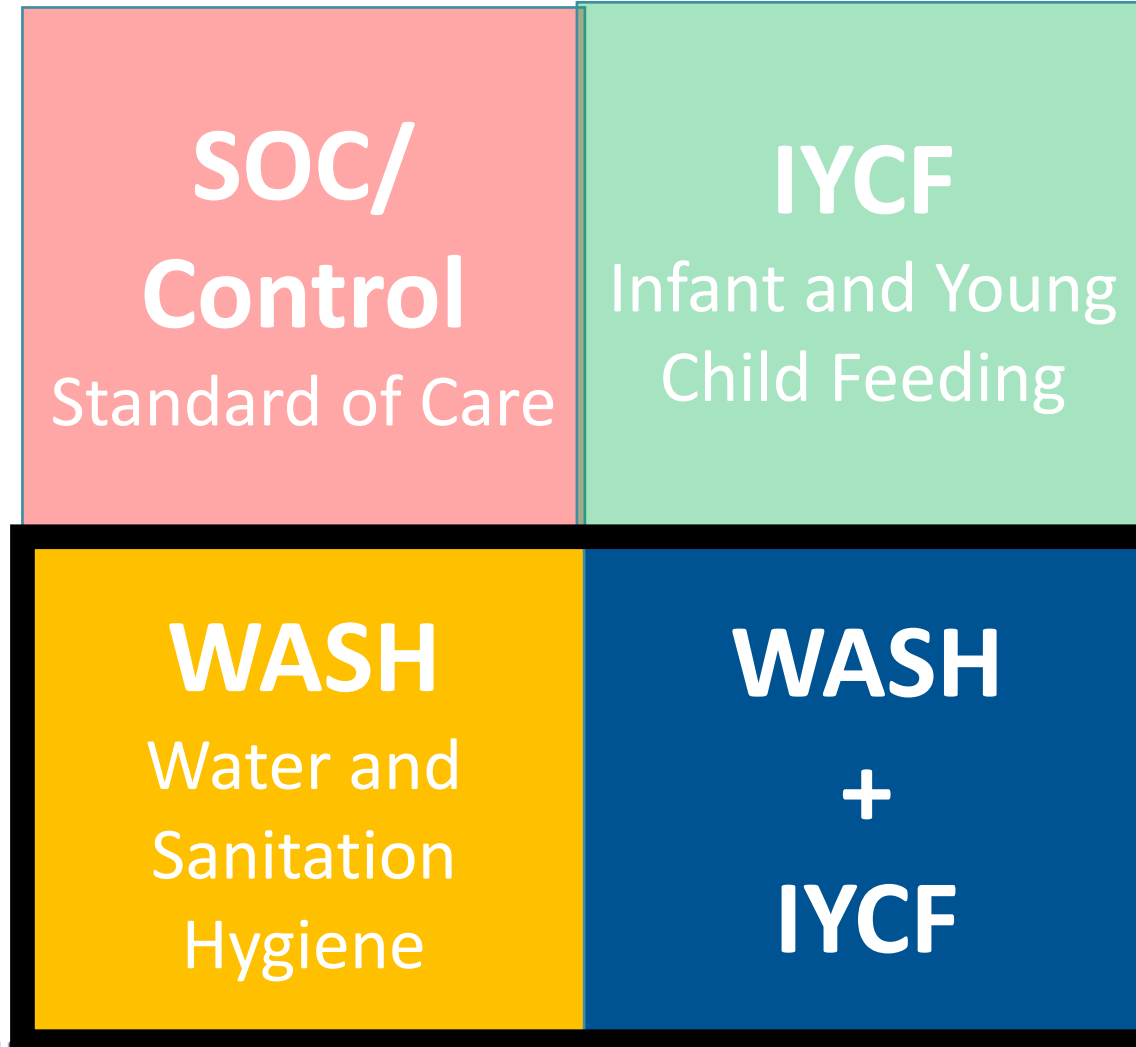 SOC/
Control
Standard of Care
IYCF
Infant and Young
Child Feeding
WASH
Water and
Sanitation
Hygiene
WASH
+
IYCF